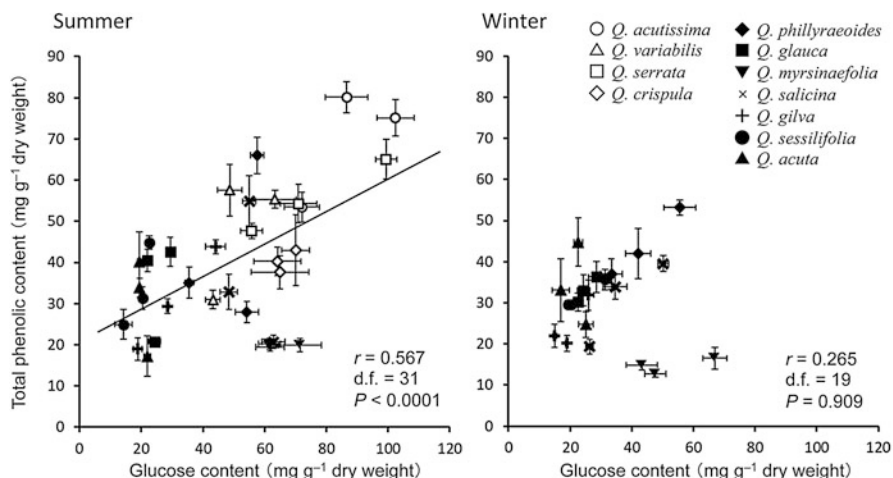 Summer
Total phenolic content (mg g⁻¹ dry weight)
90
80
70
60
50
40
30
20
10
0
0 20 40 60 80 100 120
Glucose content (mg g⁻¹ dry weight)
r = 0.567
d.f. = 31
P < 0.0001
Winter
Q. acutissima
Q. variabilis
Q. serrata
Q. crispula
Q. phillyraeoides
Q. glauca
Q. myrsinaefolia
Q. salicina
Q. gilva
Q. sessilifolia
Q. acuta
90
80
70
60
50
40
30
20
10
0
0 20 40 60 80 100 120
Glucose content (mg g⁻¹ dry weight)
r = 0.265
d.f. = 19
P = 0.909